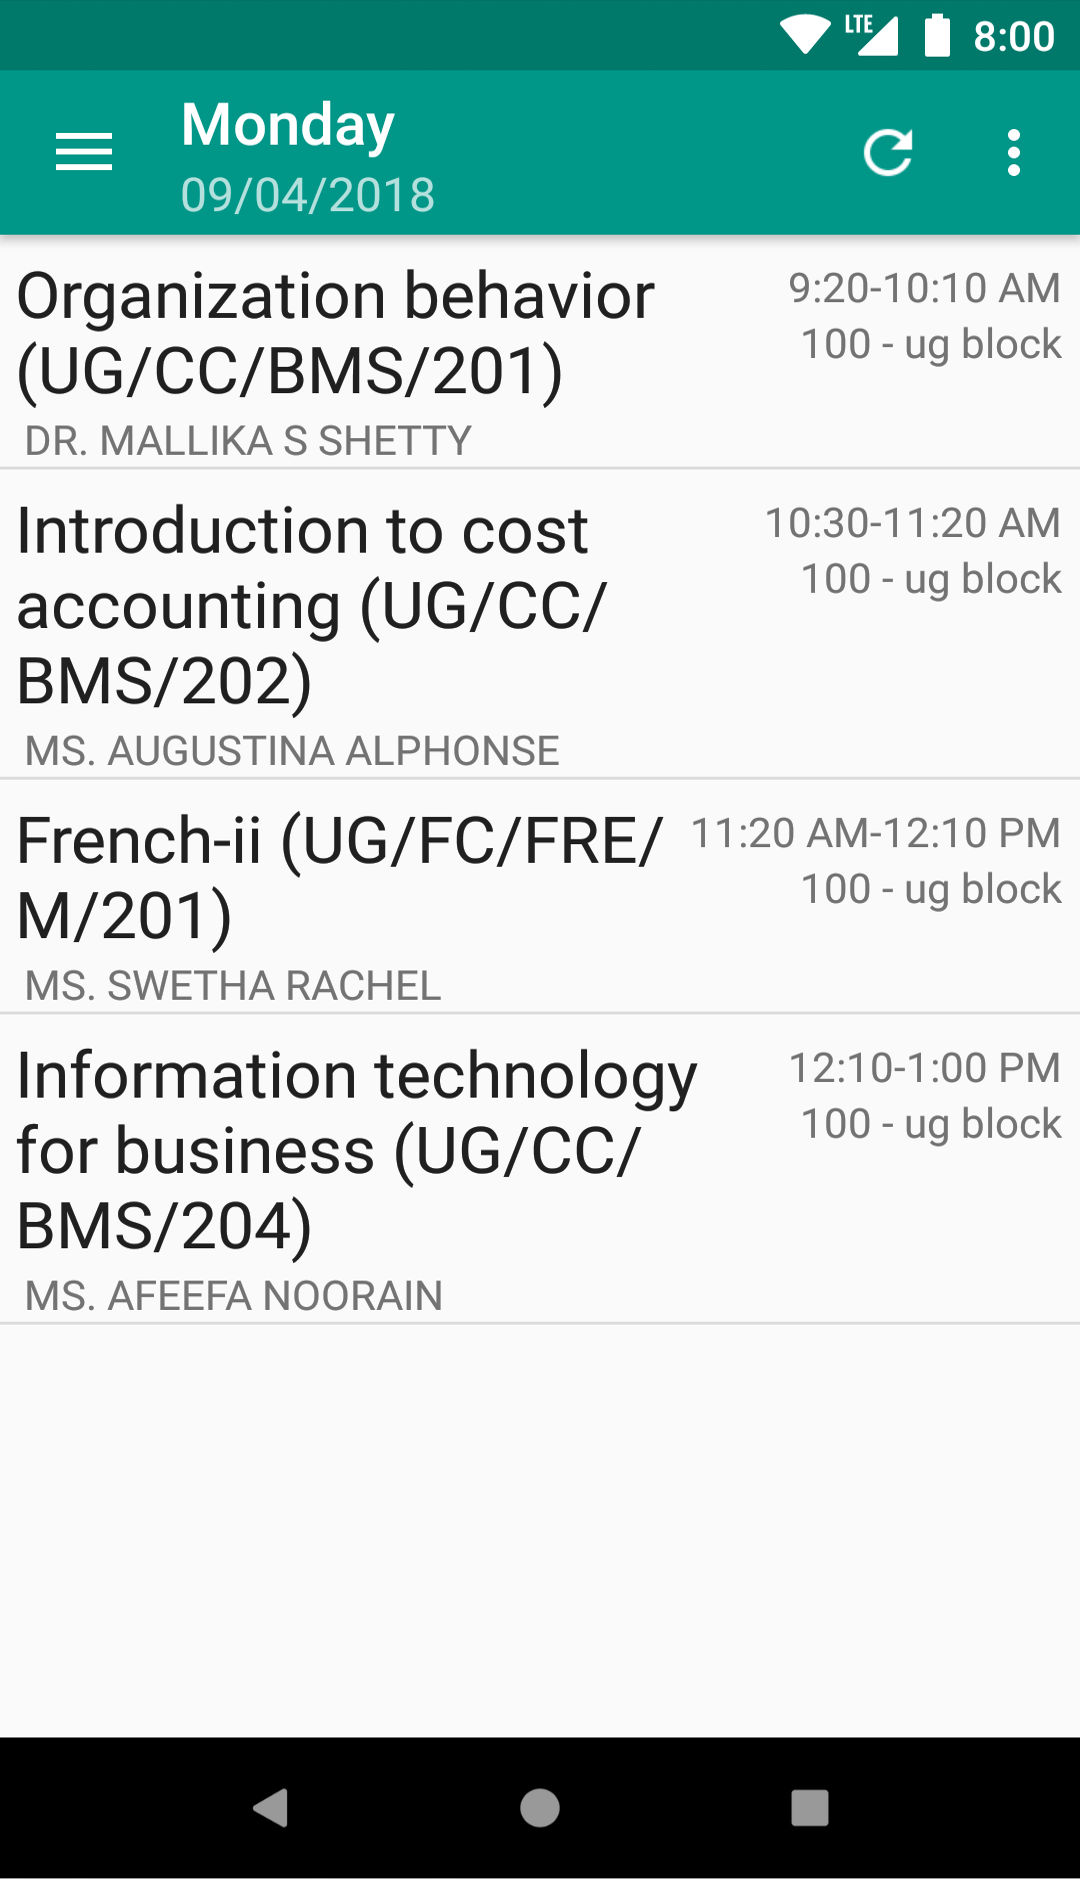 LTE 8:00
Monday
09/04/2018
Organization behavior 9:20-10:10 AM
(UG/CC/BMS/201) 100 - ug block
DR. MALLIKA S SHETTY
Introduction to cost 10:30-11:20 AM
accounting (UG/CC/ 100 - ug block
BMS/202)
MS. AUGUSTINA ALPHONSE
French-ii (UG/FC/FRE/ 11:20 AM-12:10 PM
M/201) 100 - ug block
MS. SWETHA RACHEL
Information technology 12:10-1:00 PM
for business (UG/CC/ 100 - ug block
BMS/204)
MS. AFEEFA NOORAIN